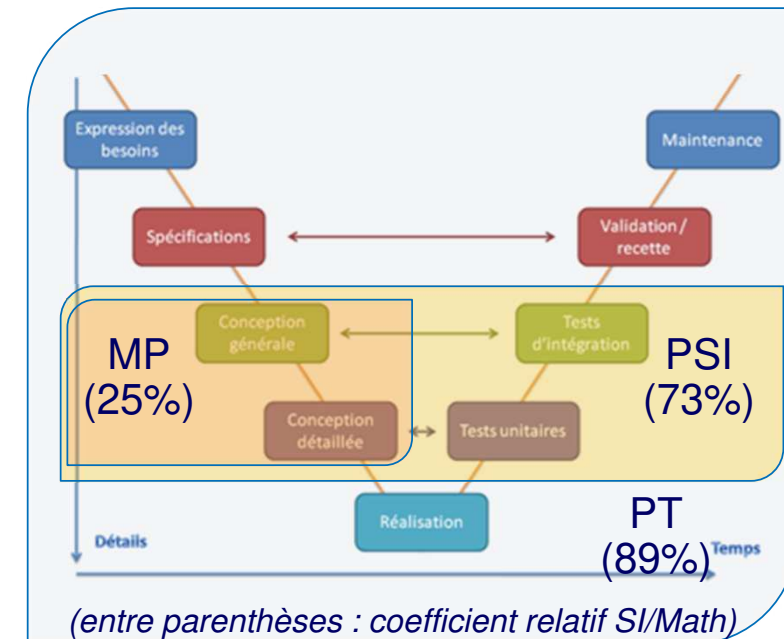 Expression des
besoins
Maintenance
Spécifications
Validation /
recette
Conception
générale
Tests
d'intégration
MP
(25%)
PSI
(73%)
Conception
détaillée
Tests unitaires
Réalisation
PT
(89%)
Détails
Temps
(entre parenthèses : coefficient relatif SI/Math)